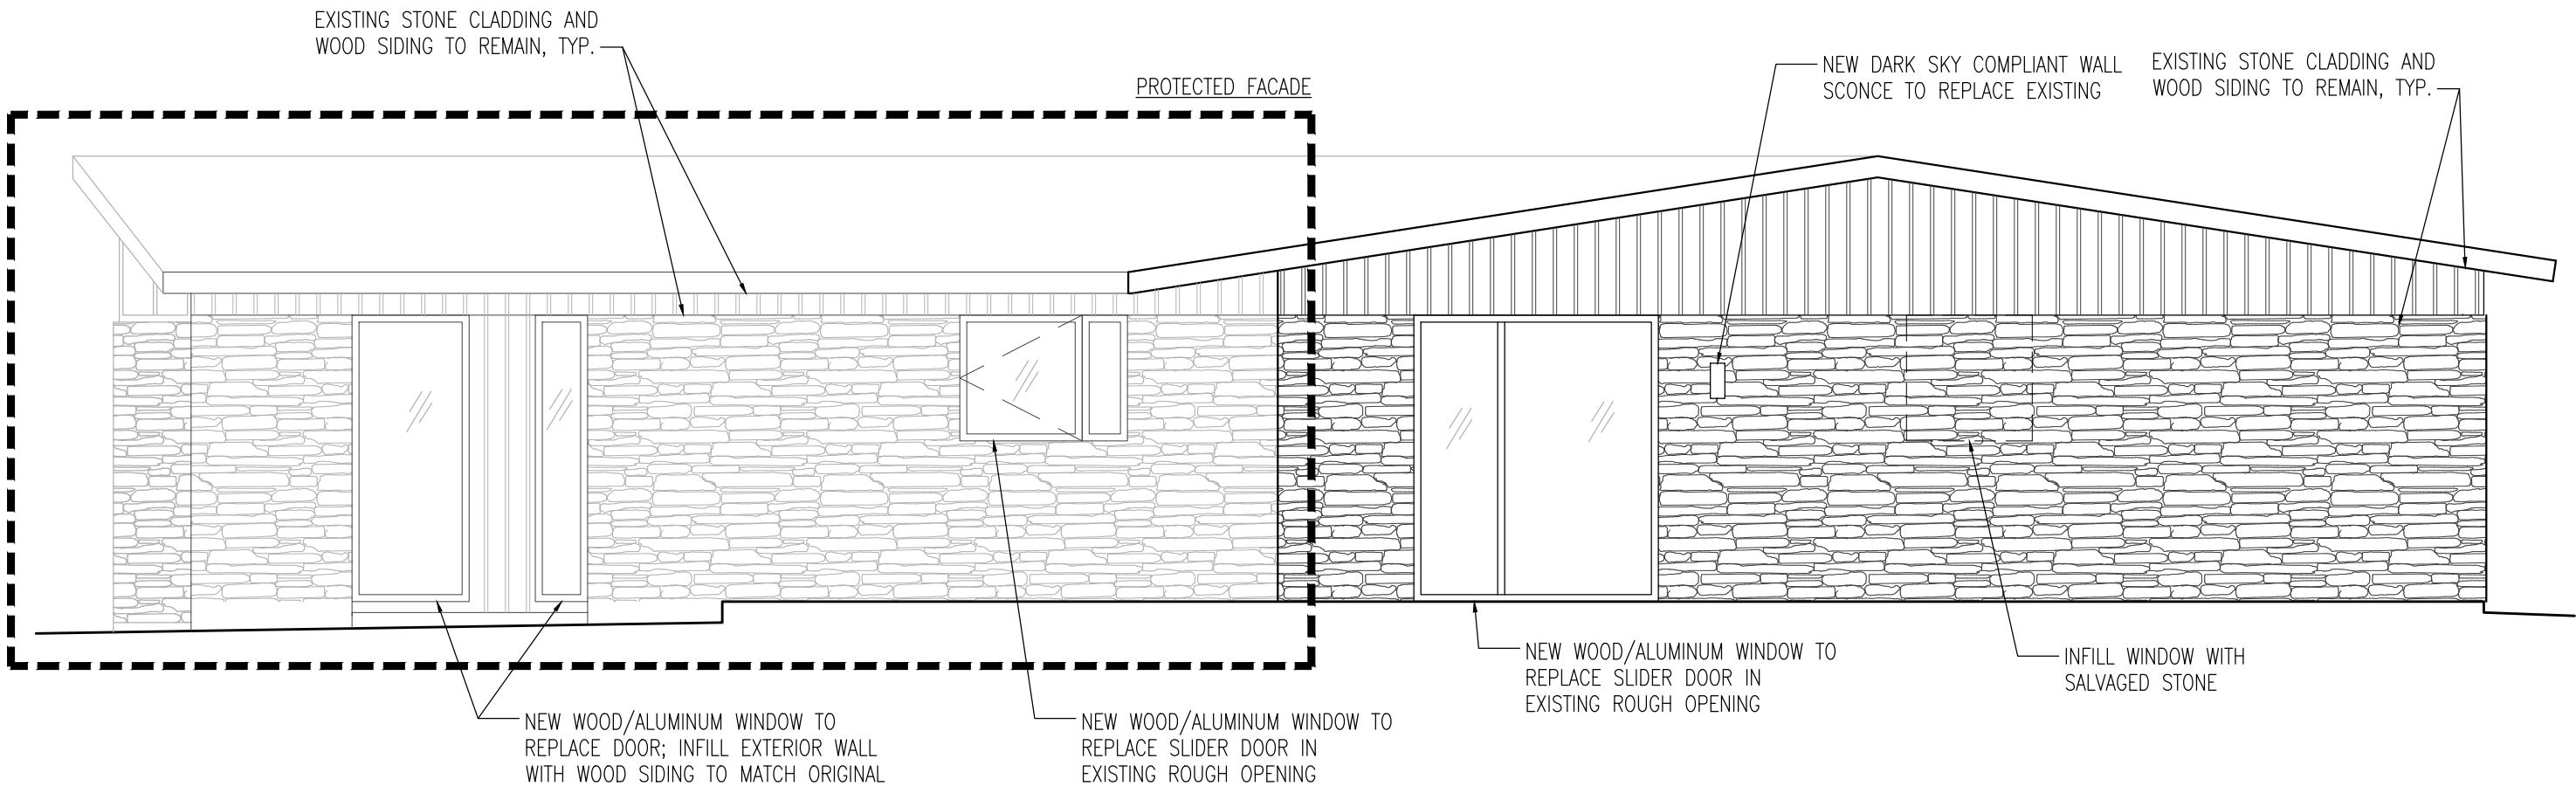 EXISTING STONE CLADDING AND
WOOD SIDING TO REMAIN, TYP.
PROTECTED FACADE
NEW DARK SKY COMPLIANT WALL
SCONCE TO REPLACE EXISTING
EXISTING STONE CLADDING AND
WOOD SIDING TO REMAIN, TYP.
NEW WOOD/ALUMINUM WINDOW TO
REPLACE DOOR; INFILL EXTERIOR WALL
WITH WOOD SIDING TO MATCH ORIGINAL
NEW WOOD/ALUMINUM WINDOW TO
REPLACE SLIDER DOOR IN
EXISTING ROUGH OPENING
NEW WOOD/ALUMINUM WINDOW TO
REPLACE SLIDER DOOR IN
EXISTING ROUGH OPENING
INFILL WINDOW WITH
SALVAGED STONE